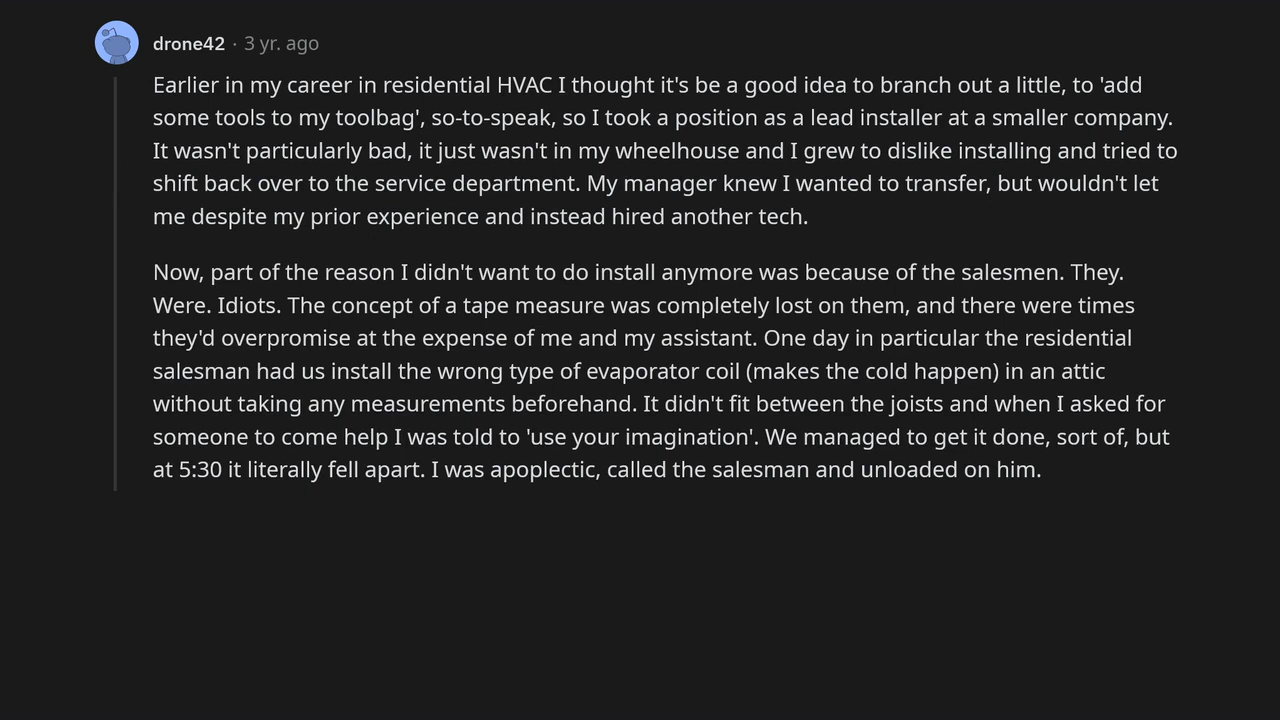 drone42 · 3 yr. ago
Earlier in my career in residential HVAC I thought it's be a good idea to branch out a little, to 'add
some tools to my toolbag', so-to-speak, so I took a position as a lead installer at a smaller company.
It wasn't particularly bad, it just wasn't in my wheelhouse and I grew to dislike installing and tried to
shift back over to the service department. My manager knew I wanted to transfer, but wouldn't let
me despite my prior experience and instead hired another tech.
Now, part of the reason I didn't want to do install anymore was because of the salesmen. They.
Were. Idiots. The concept of a tape measure was completely lost on them, and there were times
they'd overpromise at the expense of me and my assistant. One day in particular the residential
salesman had us install the wrong type of evaporator coil (makes the cold happen) in an attic
without taking any measurements beforehand. It didn't fit between the joists and when I asked for
someone to come help I was told to 'use your imagination'. We managed to get it done, sort of, but
at 5:30 it literally fell apart. I was apoplectic, called the salesman and unloaded on him.